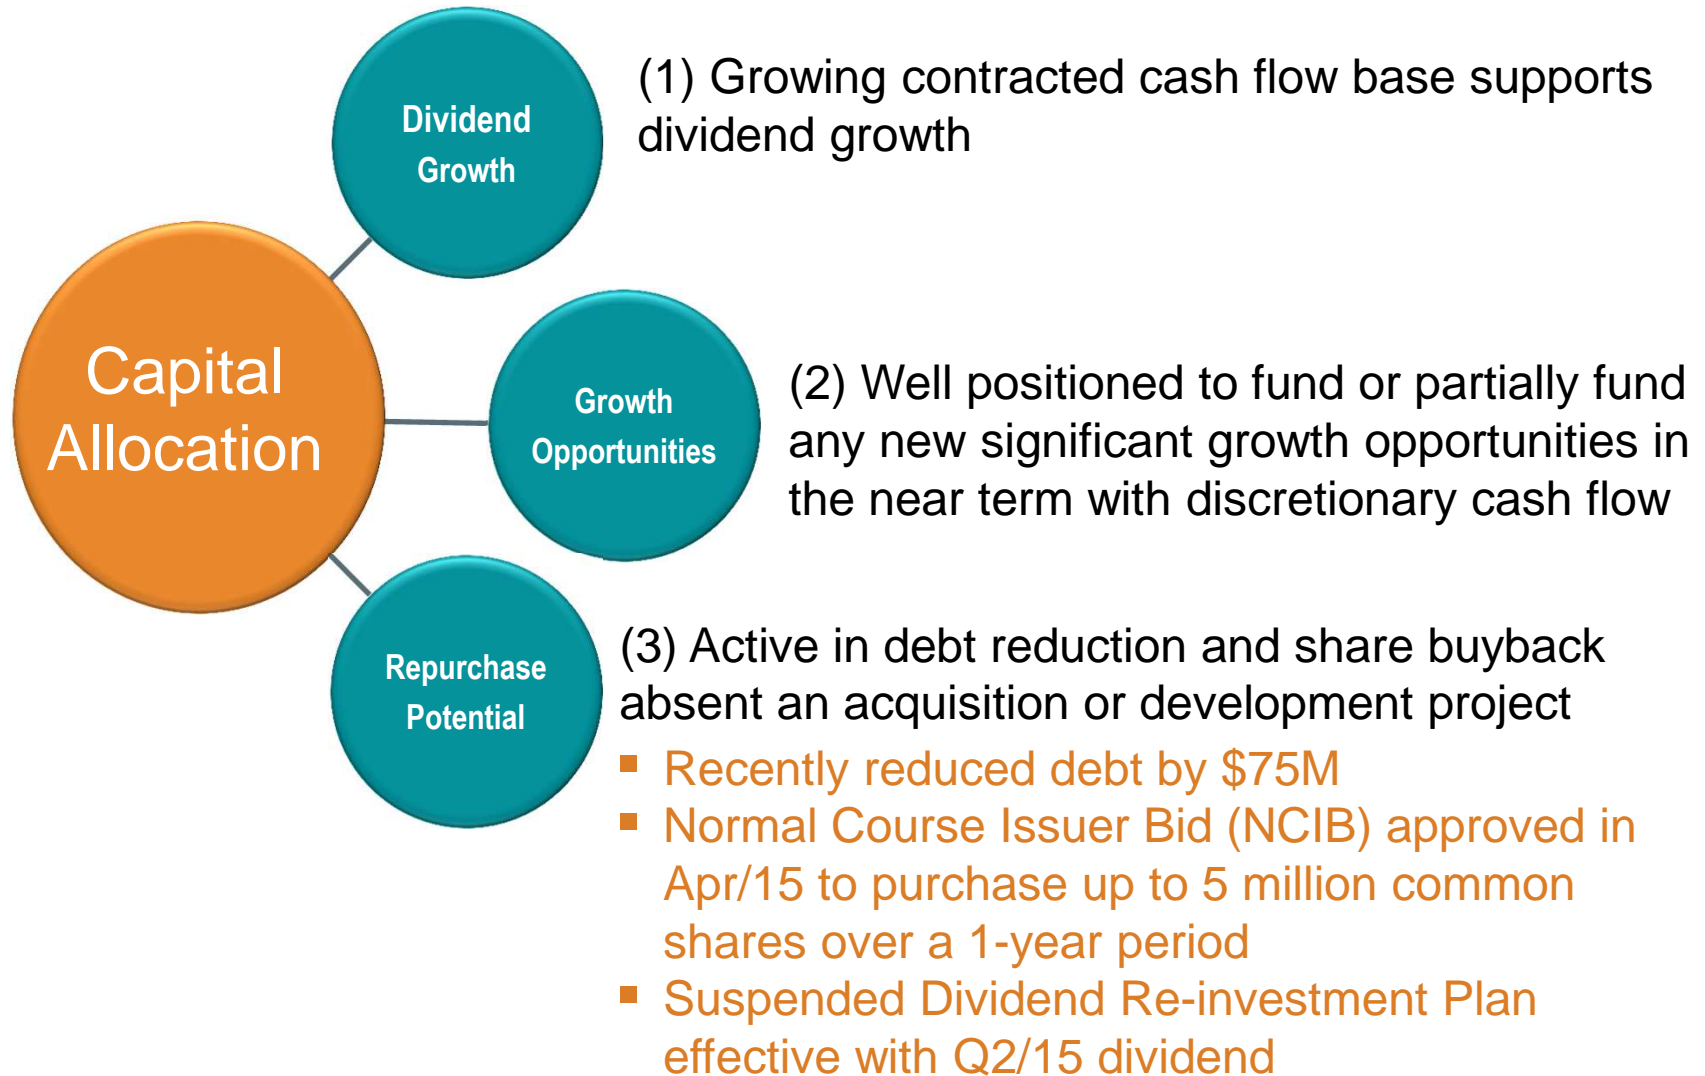 Dividend
Growth
(1) Growing contracted cash flow base supports
dividend growth
Capital
Allocation
Growth
Opportunities
(2) Well positioned to fund or partially fund
any new significant growth opportunities in
the near term with discretionary cash flow
Repurchase
Potential
(3) Active in debt reduction and share buyback
absent an acquisition or development project
▪ Recently reduced debt by $75M
▪ Normal Course Issuer Bid (NCIB) approved in
Apr/15 to purchase up to 5 million common
shares over a 1-year period
▪ Suspended Dividend Re-investment Plan
effective with Q2/15 dividend